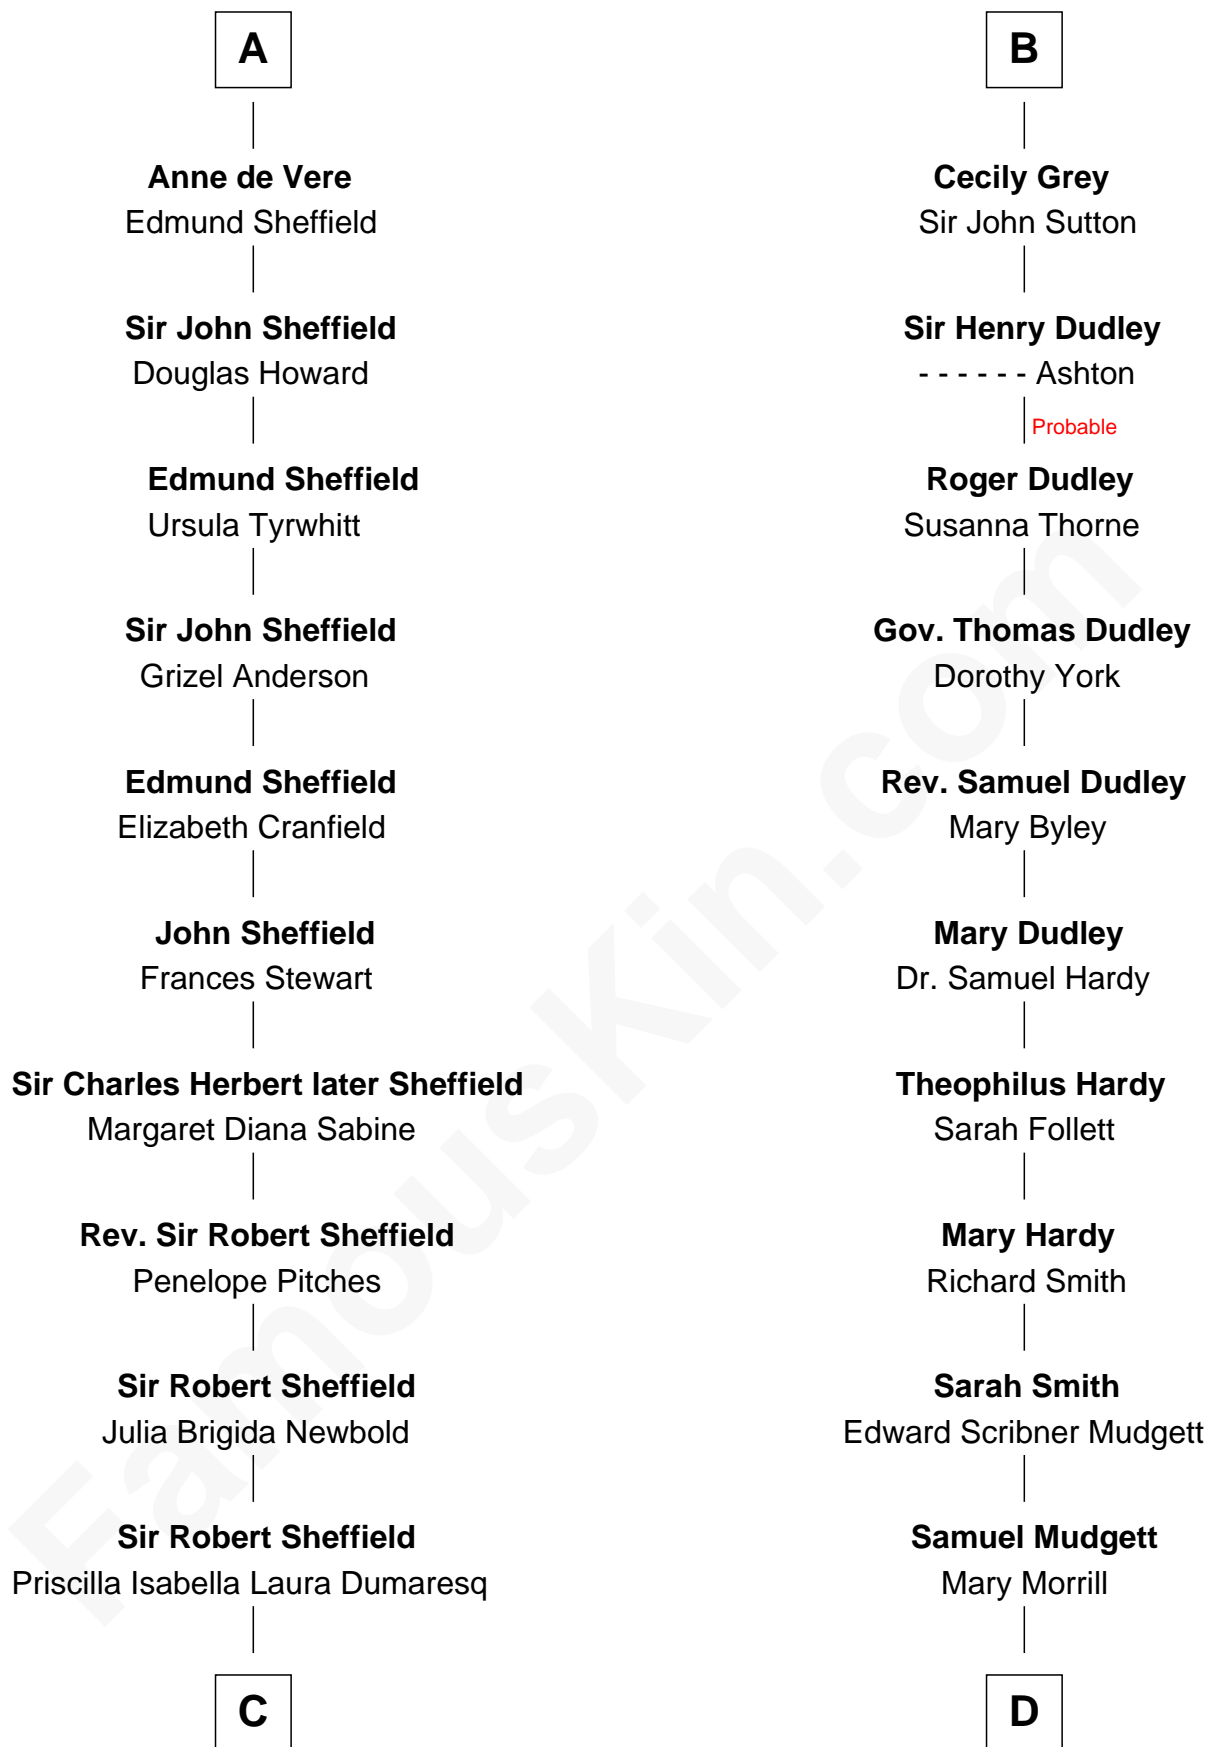 A
Anne de Vere
Edmund Sheffield
Sir John Sheffield
Douglas Howard
Edmund Sheffield
Ursula Tyrwhitt
Sir John Sheffield
Grizel Anderson
Edmund Sheffield
Elizabeth Cranfield
John Sheffield
Frances Stewart
Sir Charles Herbert later Sheffield
Margaret Diana Sabine
Rev. Sir Robert Sheffield
Penelope Pitches
Sir Robert Sheffield
Julia Brigida Newbold
Sir Robert Sheffield
Priscilla Isabella Laura Dumaresq
C
B
Cecily Grey
Sir John Sutton
Sir Henry Dudley
- - - - - - Ashton
Probable
Roger Dudley
Susanna Thorne
Gov. Thomas Dudley
Dorothy York
Rev. Samuel Dudley
Mary Byley
Mary Dudley
Dr. Samuel Hardy
Theophilus Hardy
Sarah Follett
Mary Hardy
Richard Smith
Sarah Smith
Edward Scribner Mudgett
Samuel Mudgett
Mary Morrill
D
FamousKin.com